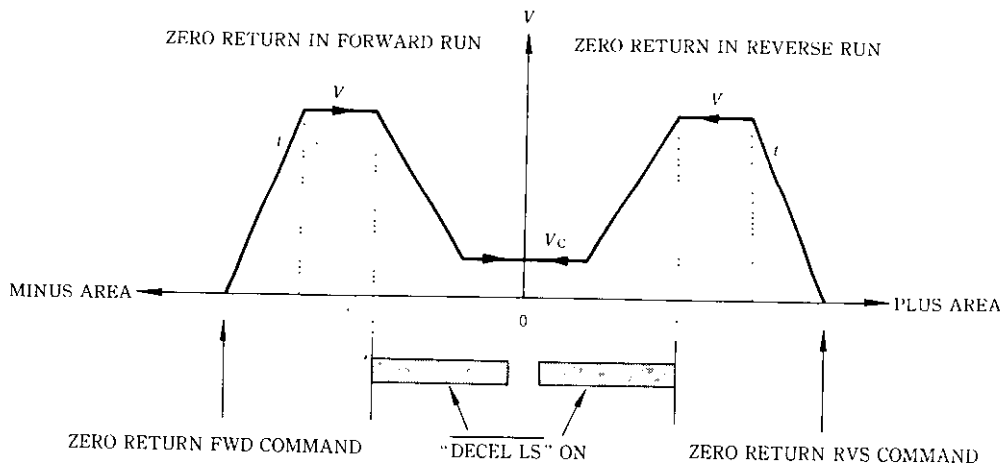 V
ZERO RETURN IN FORWARD RUN
ZERO RETURN IN REVERSE RUN
V
V
t
t
Vc
MINUS AREA
PLUS AREA
0
ZERO RETURN FWD COMMAND
"DECEL LS" ON
ZERO RETURN RVS COMMAND